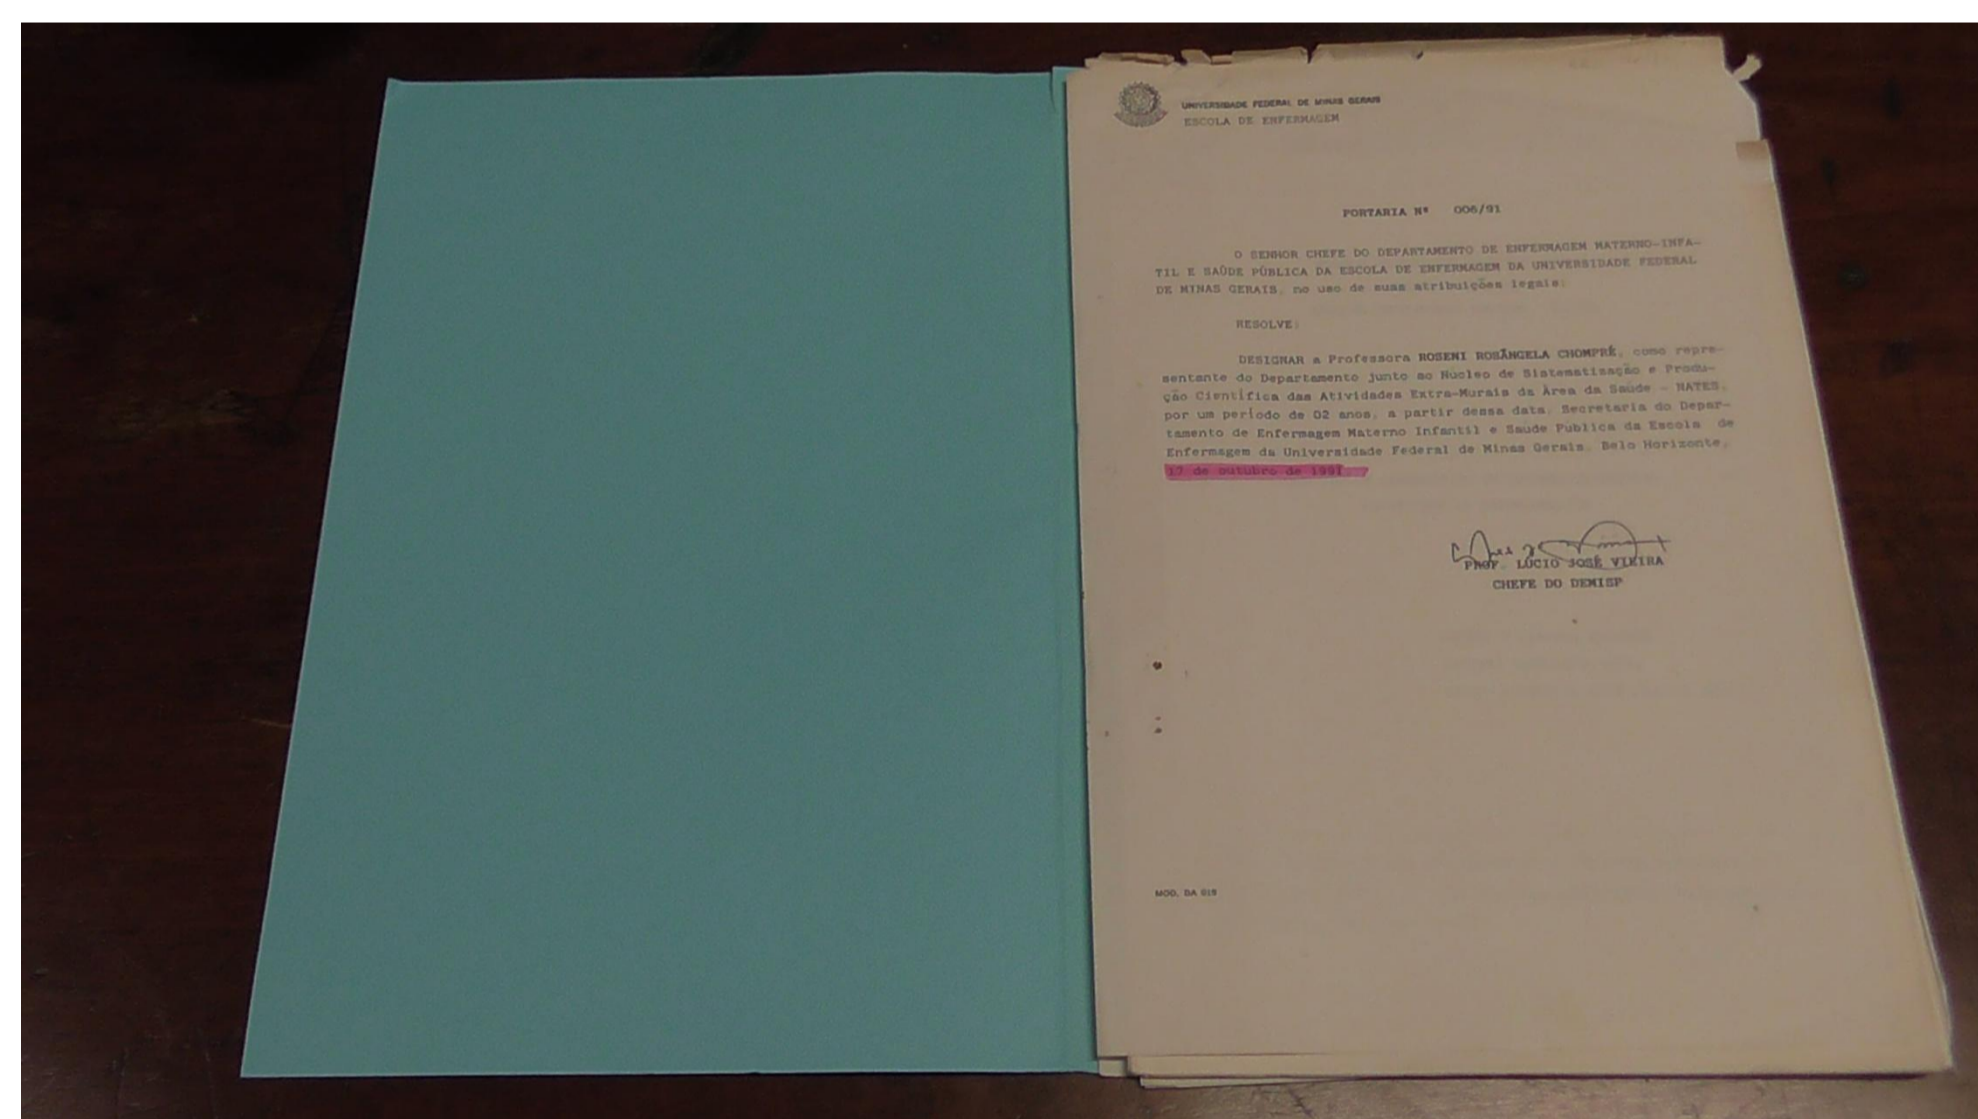 UNIVERSIDADE FEDERAL DE MINAS GERAIS
ESCOLA DE ENFERMAGEM
PORTARIA Nº 006/91
O SENHOR CHEFE DO DEPARTAMENTO DE ENFERMAGEM MATERNO-INFA-
TIL E SAÚDE PÚBLICA DA ESCOLA DE ENFERMAGEM DA UNIVERSIDADE FEDERAL
DE MINAS GERAIS, no uso de suas atribuições legais;
RESOLVE:
DESIGNAR a Professora ROSENI ROSÂNGELA CHOMPRÉ, como repre-
sentante do Departamento junto ao Núcleo de Sistematização e Produ-
ção Científica das Atividades Extra-Murais da Área da Saúde - NATES,
por um período de 02 anos, a partir dessa data. Secretaria do Depar-
tamento de Enfermagem Materno Infantil e Saúde Pública da Escola de
Enfermagem da Universidade Federal de Minas Gerais. Belo Horizonte,
17 de outubro de 1991
PROF. LÚCIO JOSÉ VIEIRA
CHEFE DO DEMISP
MOD. DA 019